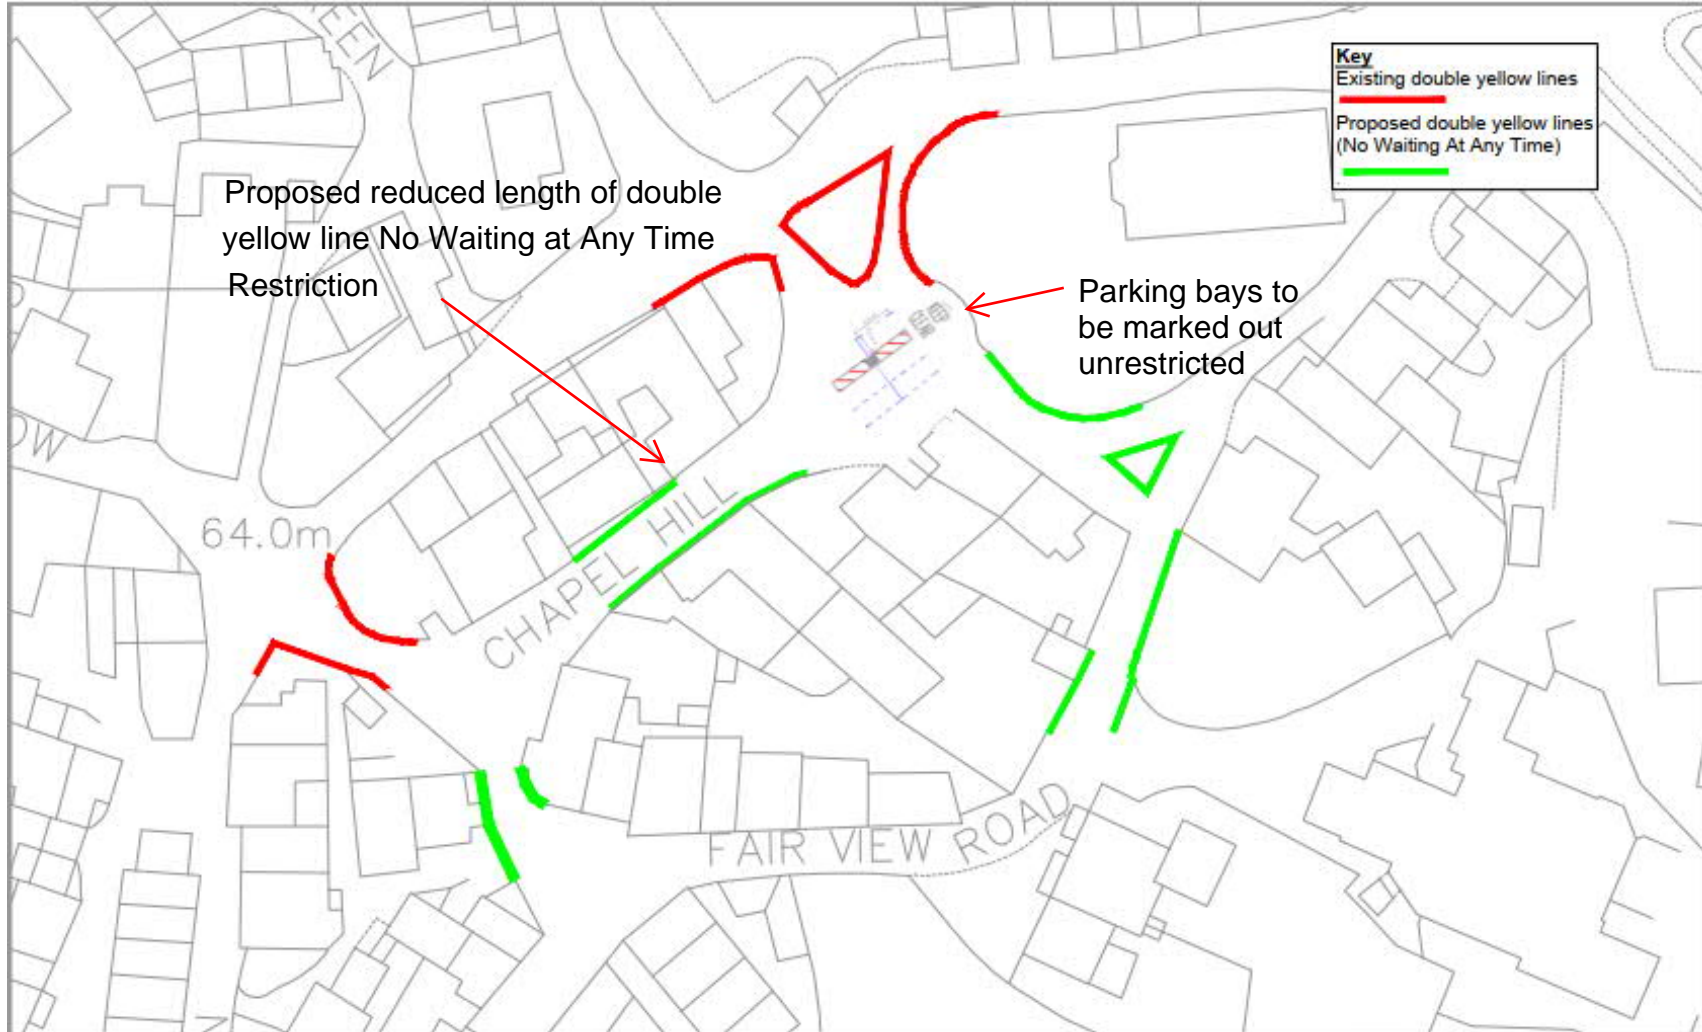 EEN
Key
Existing double yellow lines
Proposed double yellow lines
(No Waiting At Any Time)
Proposed reduced length of double
yellow line No Waiting at Any Time
Restriction
Parking bays to
be marked out
unrestricted
OW
64.0m
CHAPEL HILL
FAIR VIEW ROAD